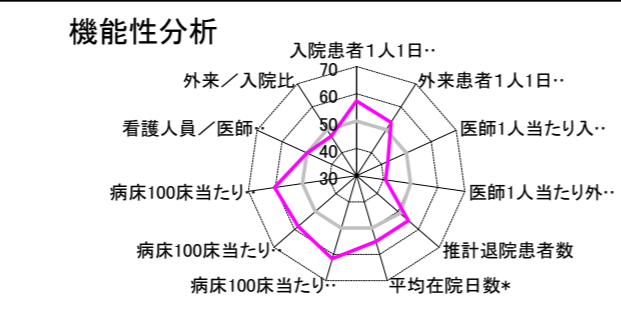 機能性分析
入院患者１人1日‥
外来患者１人1日‥
医師1人当たり入‥
医師1人当たり外‥
推計退院患者数
平均在院日数*
病床100床当たり‥
病床100床当たり‥
病床100床当たり‥
看護人員／医師‥
外来／入院比
70
60
50
40
30